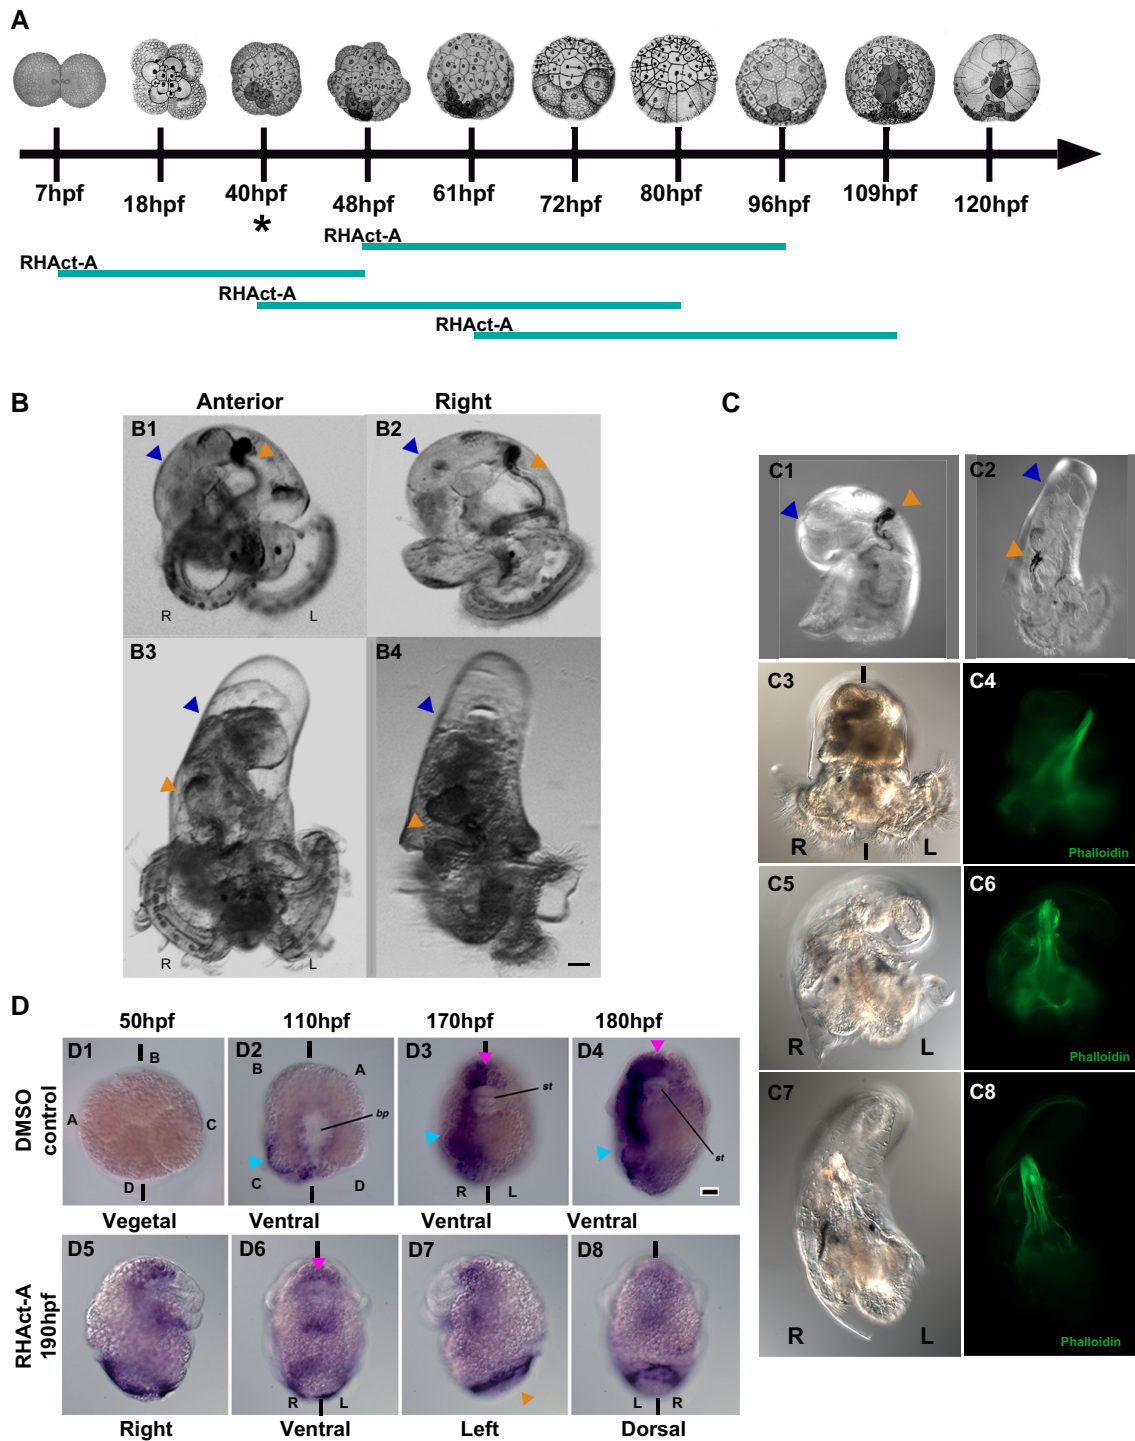 A
7hpf
18hpf
40hpf
48hpf
61hpf
72hpf
80hpf
96hpf
109hpf
120hpf
*
RHAct-A
RHAct-A
RHAct-A
RHAct-A
B
Anterior
Right
B1
R
L
B2
B3
R
L
B4
C
C1
C2
C3
R
L
C4
Phalloidin
C5
R
L
C6
Phalloidin
C7
R
L
C8
Phalloidin
D
50hpf
110hpf
170hpf
180hpf
DMSO
control
D1
B
A
C
D
D2
B
A
bp
C
D
D3
st
R
L
D4
st
Vegetal
Ventral
Ventral
Ventral
RHAct-A
190hpf
D5
D6
R
L
D7
D8
L
R
Right
Ventral
Left
Dorsal